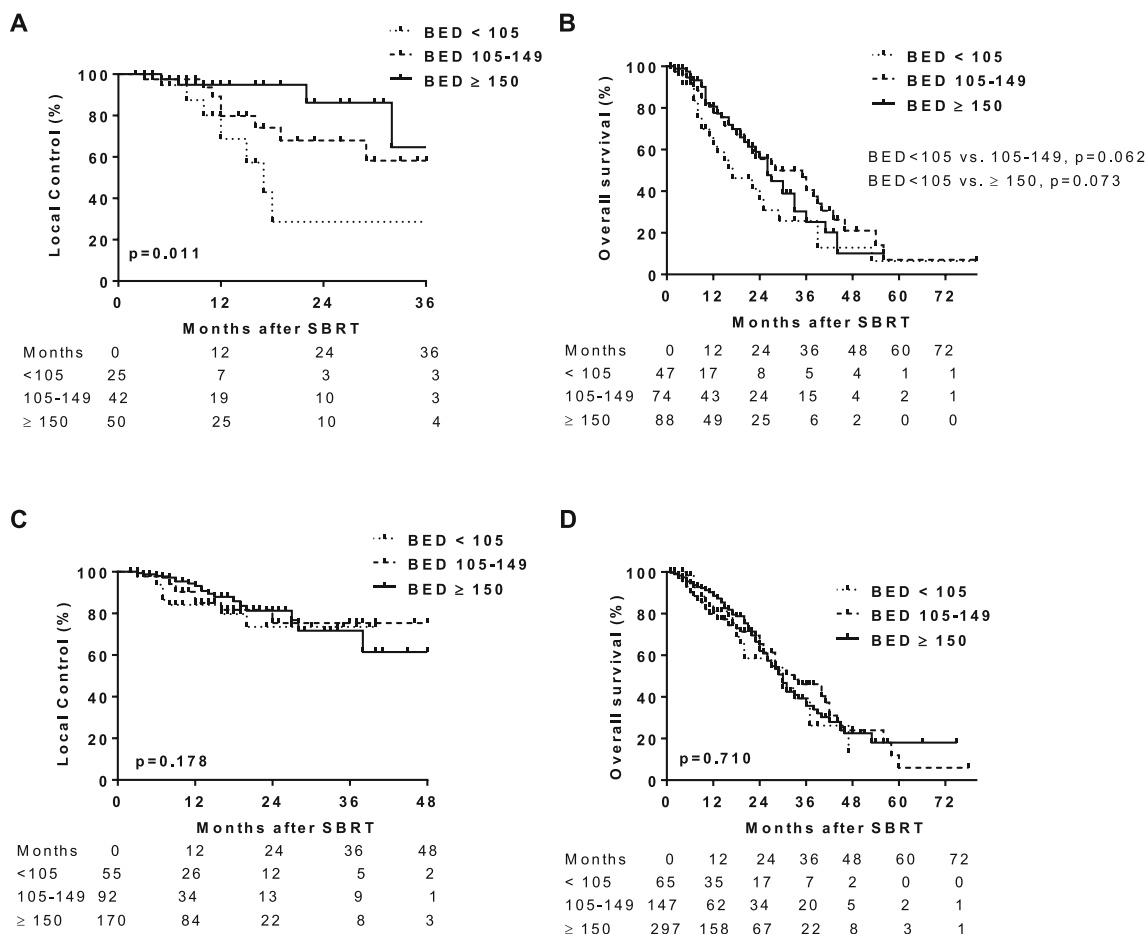 A
BED < 105
BED 105-149
BED ≥ 150
100
80
60
40
20
0
Local Control (%)
p=0.011
0 12 24 36
Months after SBRT
Months 0 12 24 36
<105 25 7 3 3
105-149 42 19 10 3
≥ 150 50 25 10 4
B
BED < 105
BED 105-149
BED ≥ 150
100
80
60
40
20
0
Overall survival (%)
BED<105 vs. 105-149, p=0.062
BED<105 vs. ≥ 150, p=0.073
0 12 24 36 48 60 72
Months after SBRT
Months 0 12 24 36 48 60 72
< 105 47 17 8 5 4 1 1
105-149 74 43 24 15 4 2 1
≥ 150 88 49 25 6 2 0 0
C
BED < 105
BED 105-149
BED ≥ 150
100
80
60
40
20
0
Local Control (%)
p=0.178
0 12 24 36 48
Months after SBRT
Months 0 12 24 36 48
<105 55 26 12 5 2
105-149 92 34 13 9 1
≥ 150 170 84 22 8 3
D
BED < 105
BED 105-149
BED ≥ 150
100
80
60
40
20
0
Overall survival (%)
p=0.710
0 12 24 36 48 60 72
Months after SBRT
Months 0 12 24 36 48 60 72
< 105 65 35 17 7 2 0 0
105-149 147 62 34 20 5 2 1
≥ 150 297 158 67 22 8 3 1